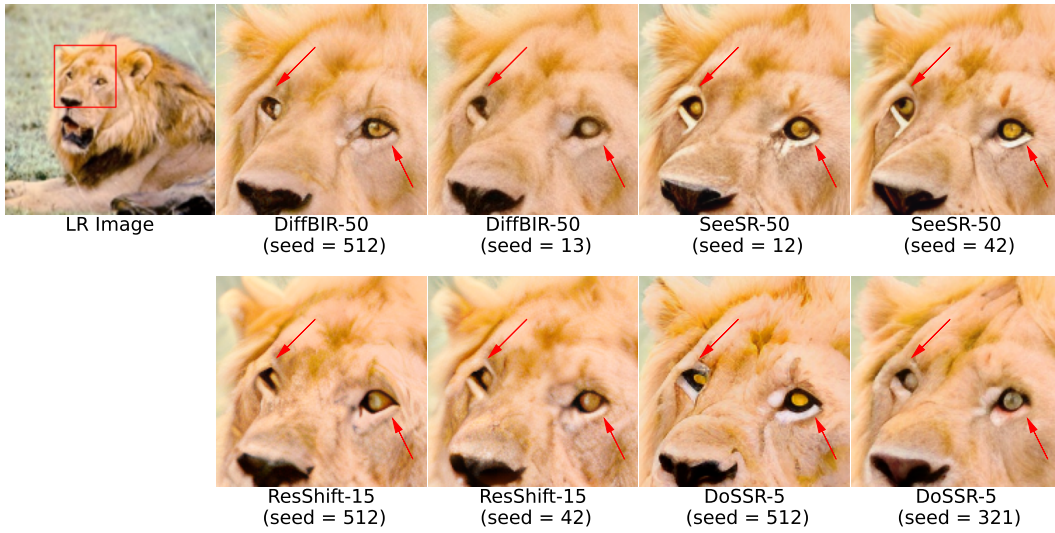 LR Image
DiffBIR-50
(seed = 512)
DiffBIR-50
(seed = 13)
SeeSR-50
(seed = 12)
SeeSR-50
(seed = 42)
ResShift-15
(seed = 512)
ResShift-15
(seed = 42)
DoSSR-5
(seed = 512)
DoSSR-5
(seed = 321)